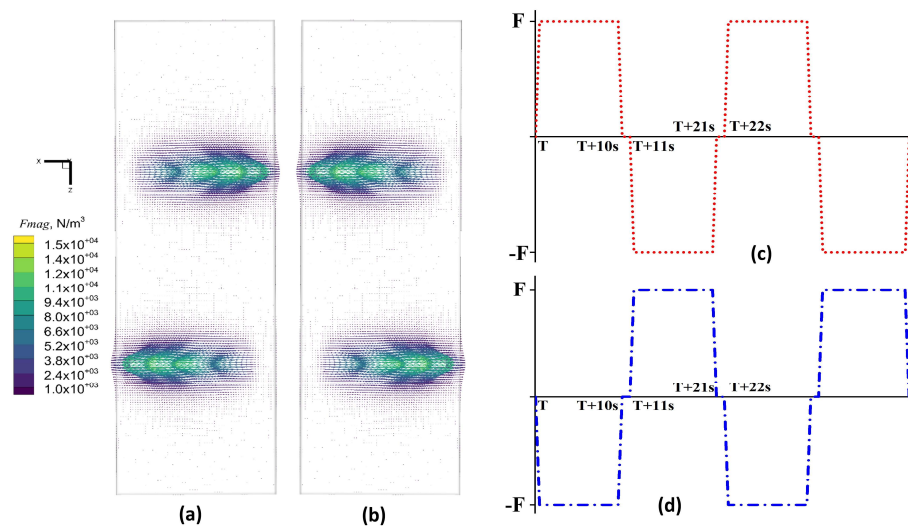 x
z
Fmag, N/m³
1.5x10⁺⁰⁴
1.4x10⁺⁰⁴
1.2x10⁺⁰⁴
1.1x10⁺⁰⁴
9.4x10⁺⁰³
8.0x10⁺⁰³
6.6x10⁺⁰³
5.2x10⁺⁰³
3.8x10⁺⁰³
2.4x10⁺⁰³
1.0x10⁺⁰³
(a)
(b)
F
T+21s T+22s
T T+10s T+11s
-F
(c)
F
T+21s T+22s
T T+10s T+11s
-F
(d)